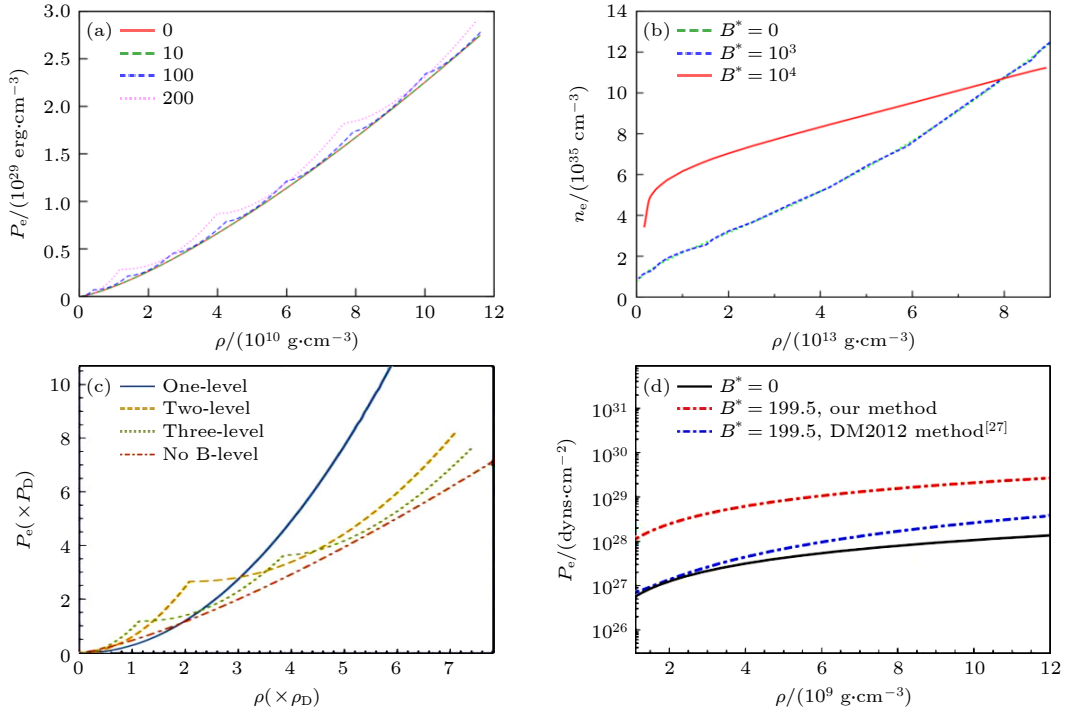 (a)
0
10
100
200
3.0
2.5
2.0
1.5
1.0
0.5
0
P_e/(10^29 erg·cm^−3)
0 2 4 6 8 10 12
ρ/(10^10 g·cm^−3)
(b)
B* = 0
B* = 10^3
B* = 10^4
14
12
10
8
6
4
2
0
n_e/(10^35 cm^−3)
0 2 4 6 8
ρ/(10^13 g·cm^−3)
(c)
One-level
Two-level
Three-level
No B-level
10
8
6
4
2
0
P_e(×P_D)
0 1 2 3 4 5 6 7
ρ(×ρ_D)
(d)
B* = 0
B* = 199.5, our method
B* = 199.5, DM2012 method[27]
10^31
10^30
10^29
10^28
10^27
10^26
P_e/(dyns·cm^−2)
2 4 6 8 10 12
ρ/(10^9 g·cm^−3)